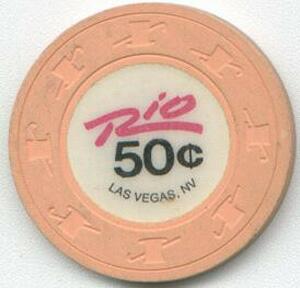 Rio
50¢
LAS VEGAS, NV